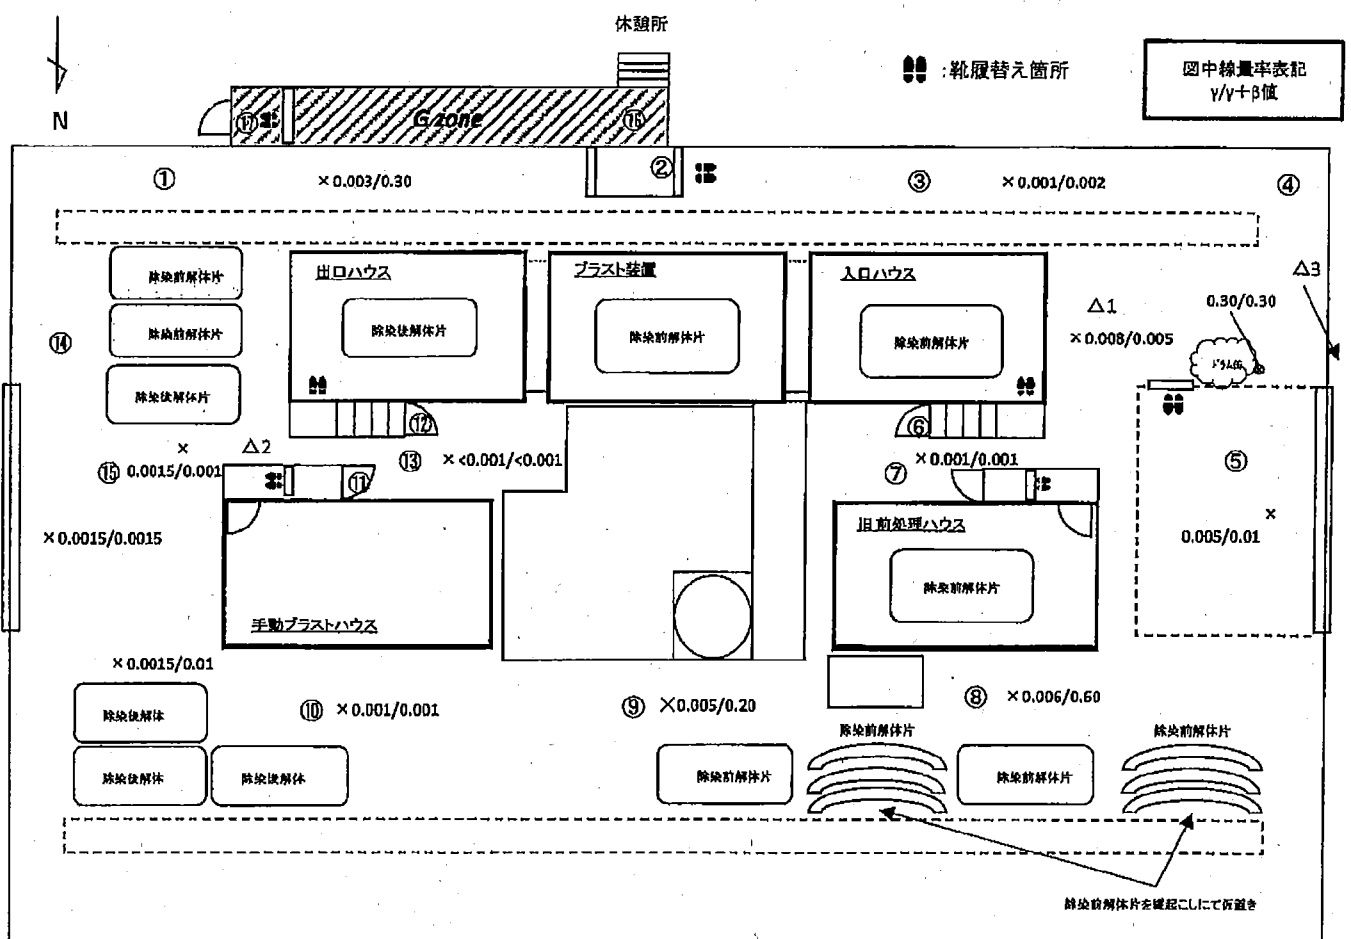 休憩所
:靴履替え箇所
図中線量率表記
γ/γ+β値
N
⑰
G zone
⑯
①
×0.003/0.30
②
③
×0.001/0.002
④
除染前解体片
除染前解体片
除染後解体片
⑭
出口ハウス
除染後解体片
ブラスト装置
除染前解体片
入口ハウス
除染前解体片
△1
×0.008/0.005
0.30/0.30
△3
ドラム缶
⑫
⑥
×
△2
⑮ 0.0015/0.001
⑬
×<0.001/<0.001
⑪
×0.001/0.001
⑦
⑤
×
0.005/0.01
×0.0015/0.0015
旧前処理ハウス
除染前解体片
手動ブラストハウス
×0.0015/0.01
除染後解体
⑩ ×0.001/0.001
⑨ ×0.005/0.20
⑧ ×0.006/0.60
除染前解体片
除染前解体片
除染後解体
除染後解体
除染前解体片
除染前解体片
除染前解体片を縦起こしにて仮置き